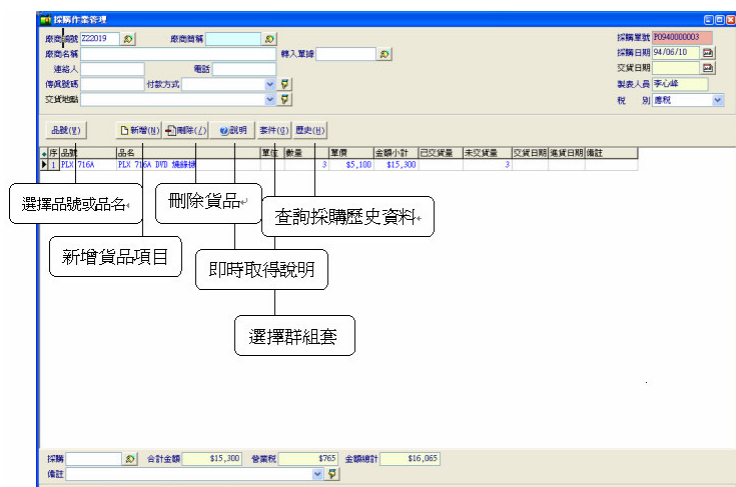 採購作業管理
廠商編號 Z22019 廠商簡稱 採購單號 P0940000003
廠商名稱 轉入單據 採購日期 94/06/10
連絡人 電話 交貨日期
傳真號碼 付款方式 製表人員 李心峰
交貨地點 稅 別 應稅
品號(V) 新增(N) 刪除(L) 說明 套件(G) 歷史(H)
序 品號 品名 單位 數量 單價 金額小計 已交貨量 未交貨量 交貨日期 進貨日期 備註
1 PLX 716A PLX 716A DVD 燒錄號 3 $5,100 $15,300 3
選擇品號或品名
刪除貨品
查詢採購歷史資料
新增貨品項目
即時取得說明
選擇群組套
採購 合計金額 $15,300 營業稅 $765 金額總計 $16,065
備註